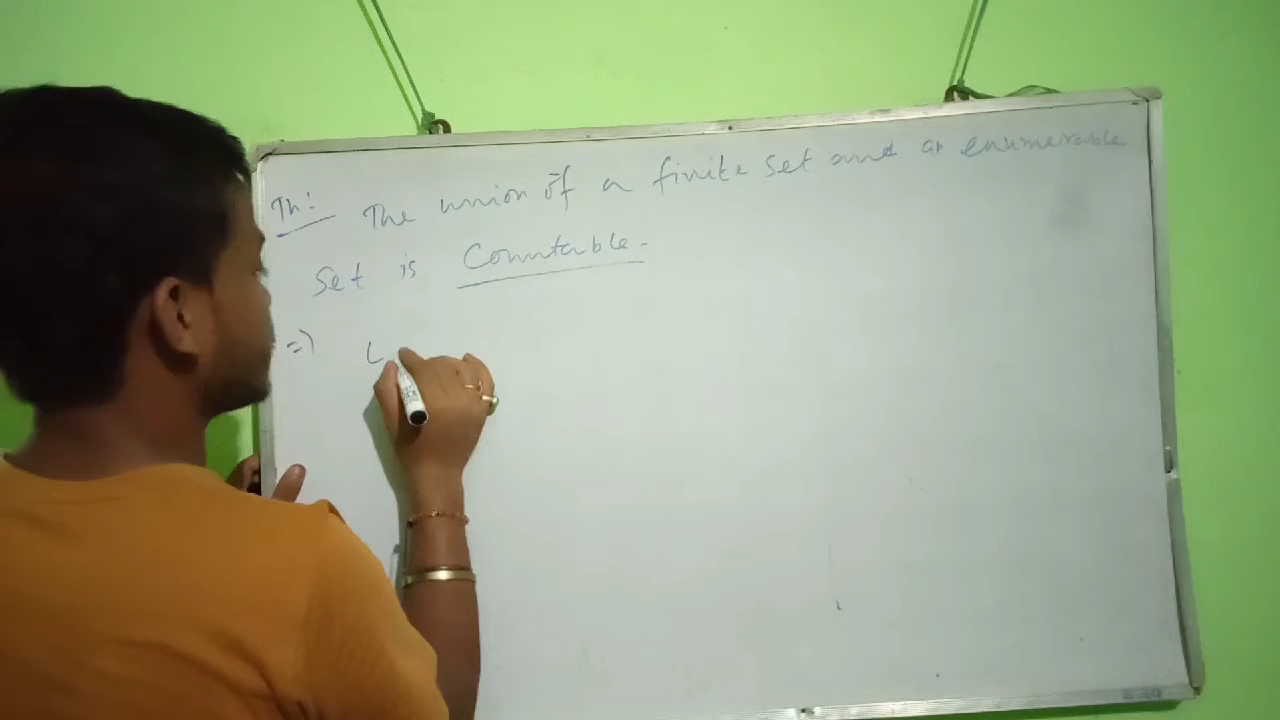 Th: The union of a finite set and an enumerable
Set is Countable.
=) L